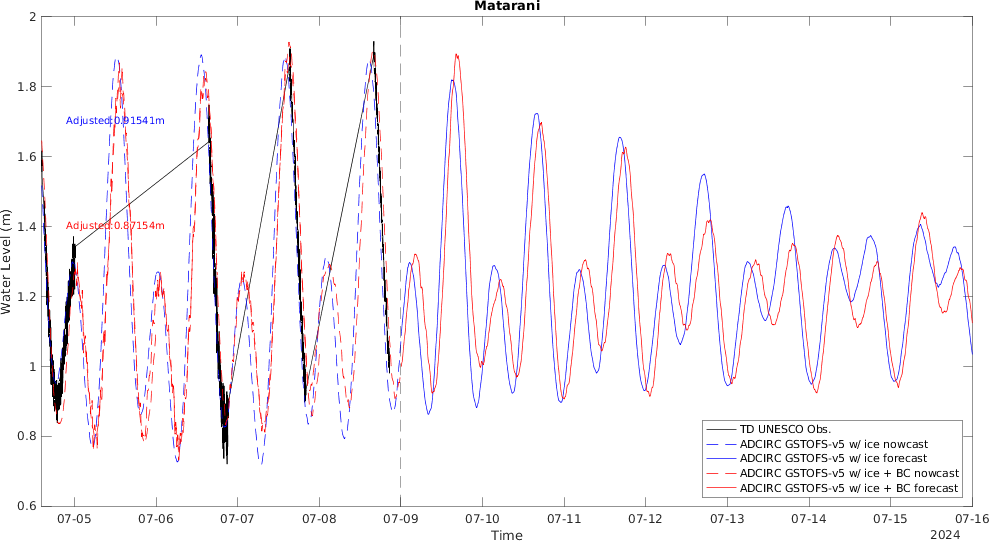 Matarani
2
1.8
1.6
1.4
1.2
1
0.8
0.6
Water Level (m)
Adjusted:0.91541m
Adjusted:0.87154m
TD UNESCO Obs.
ADCIRC GSTOFS-v5 w/ ice nowcast
ADCIRC GSTOFS-v5 w/ ice forecast
ADCIRC GSTOFS-v5 w/ ice + BC nowcast
ADCIRC GSTOFS-v5 w/ ice + BC forecast
07-05 07-06 07-07 07-08 07-09 07-10 07-11 07-12 07-13 07-14 07-15 07-16
Time
2024